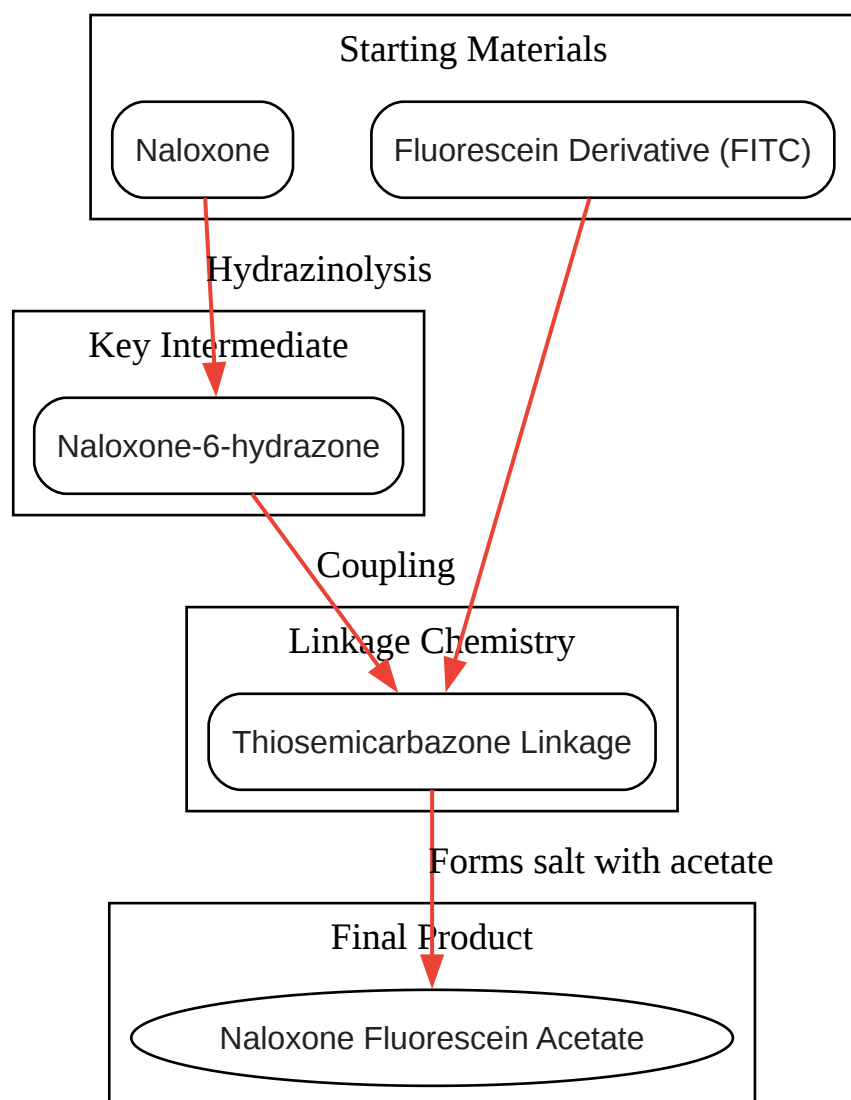 Starting Materials
Naloxone
Fluorescein Derivative (FITC)
Hydrazinolysis
Key Intermediate
Naloxone-6-hydrazone
Coupling
Linkage Chemistry
Thiosemicarbazone Linkage
Forms salt with acetate
Final Product
Naloxone Fluorescein Acetate